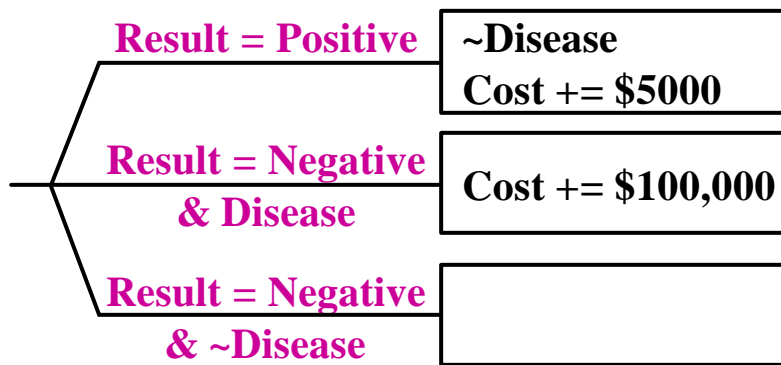 Result = Positive
~Disease
Cost += $5000
Result = Negative
& Disease
Cost += $100,000
Result = Negative
& ~Disease